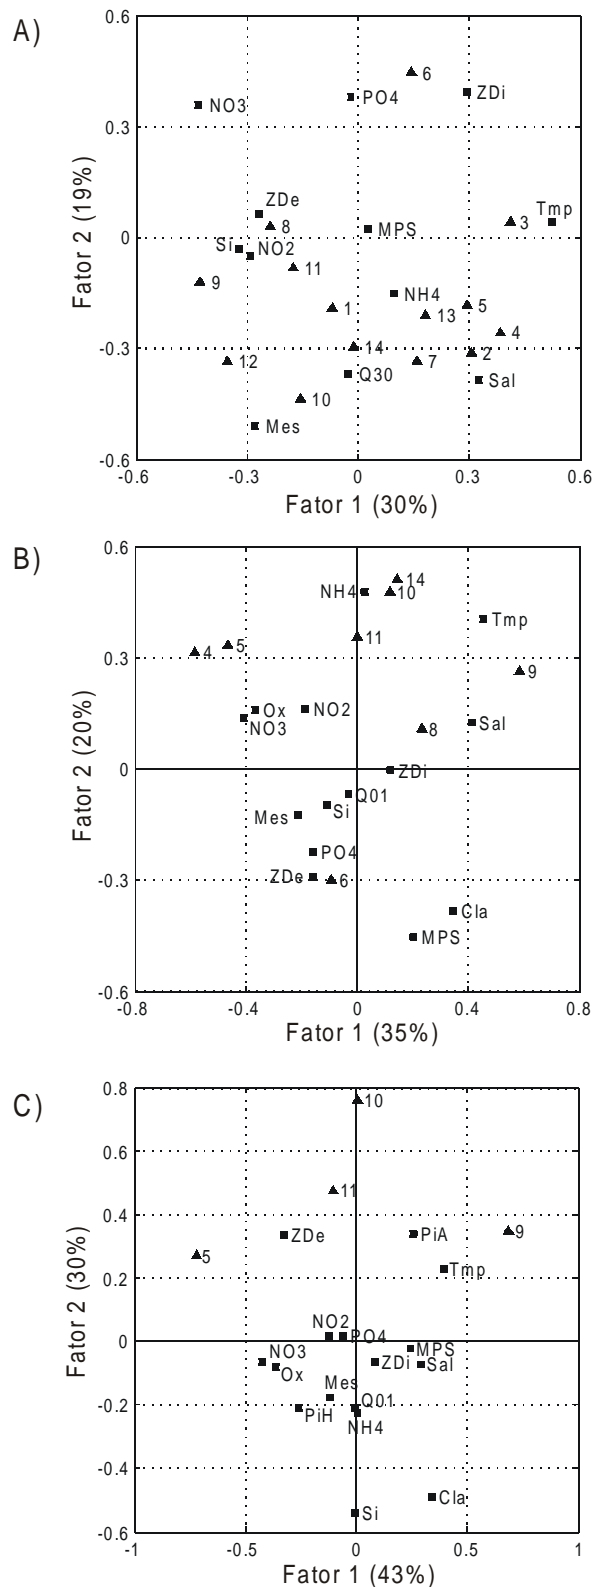 A)
0.6
6
ZDi
PO4
NO3
0.3
ZDe
Tmp
8
3
MPS
0
Si
NO2
11
9
NH4
5
1
13
4
14
2
-0.3
12
7
Q30
Sal
10
Mes
-0.6
-0.6
-0.3
0
0.3
0.6
Fator 2 (19%)
Fator 1 (30%)
B)
0.6
14
NH4
10
Tmp
11
5
4
0.3
9
Ox
NO2
NO3
Sal
8
0
ZDi
Q01
Si
Mes
PO4
ZDe
6
-0.3
Cla
MPS
-0.6
-0.8
-0.4
0
0.4
0.8
Fator 2 (20%)
Fator 1 (35%)
C)
0.8
10
0.6
11
0.4
9
ZDe
PiA
5
Tmp
0.2
NO2
PO4
0
NO3
MPS
ZDi
Sal
Ox
Mes
Q01
-0.2
PiH
NH4
-0.4
Cla
Si
-0.6
-1
-0.5
0
0.5
1
Fator 2 (30%)
Fator 1 (43%)